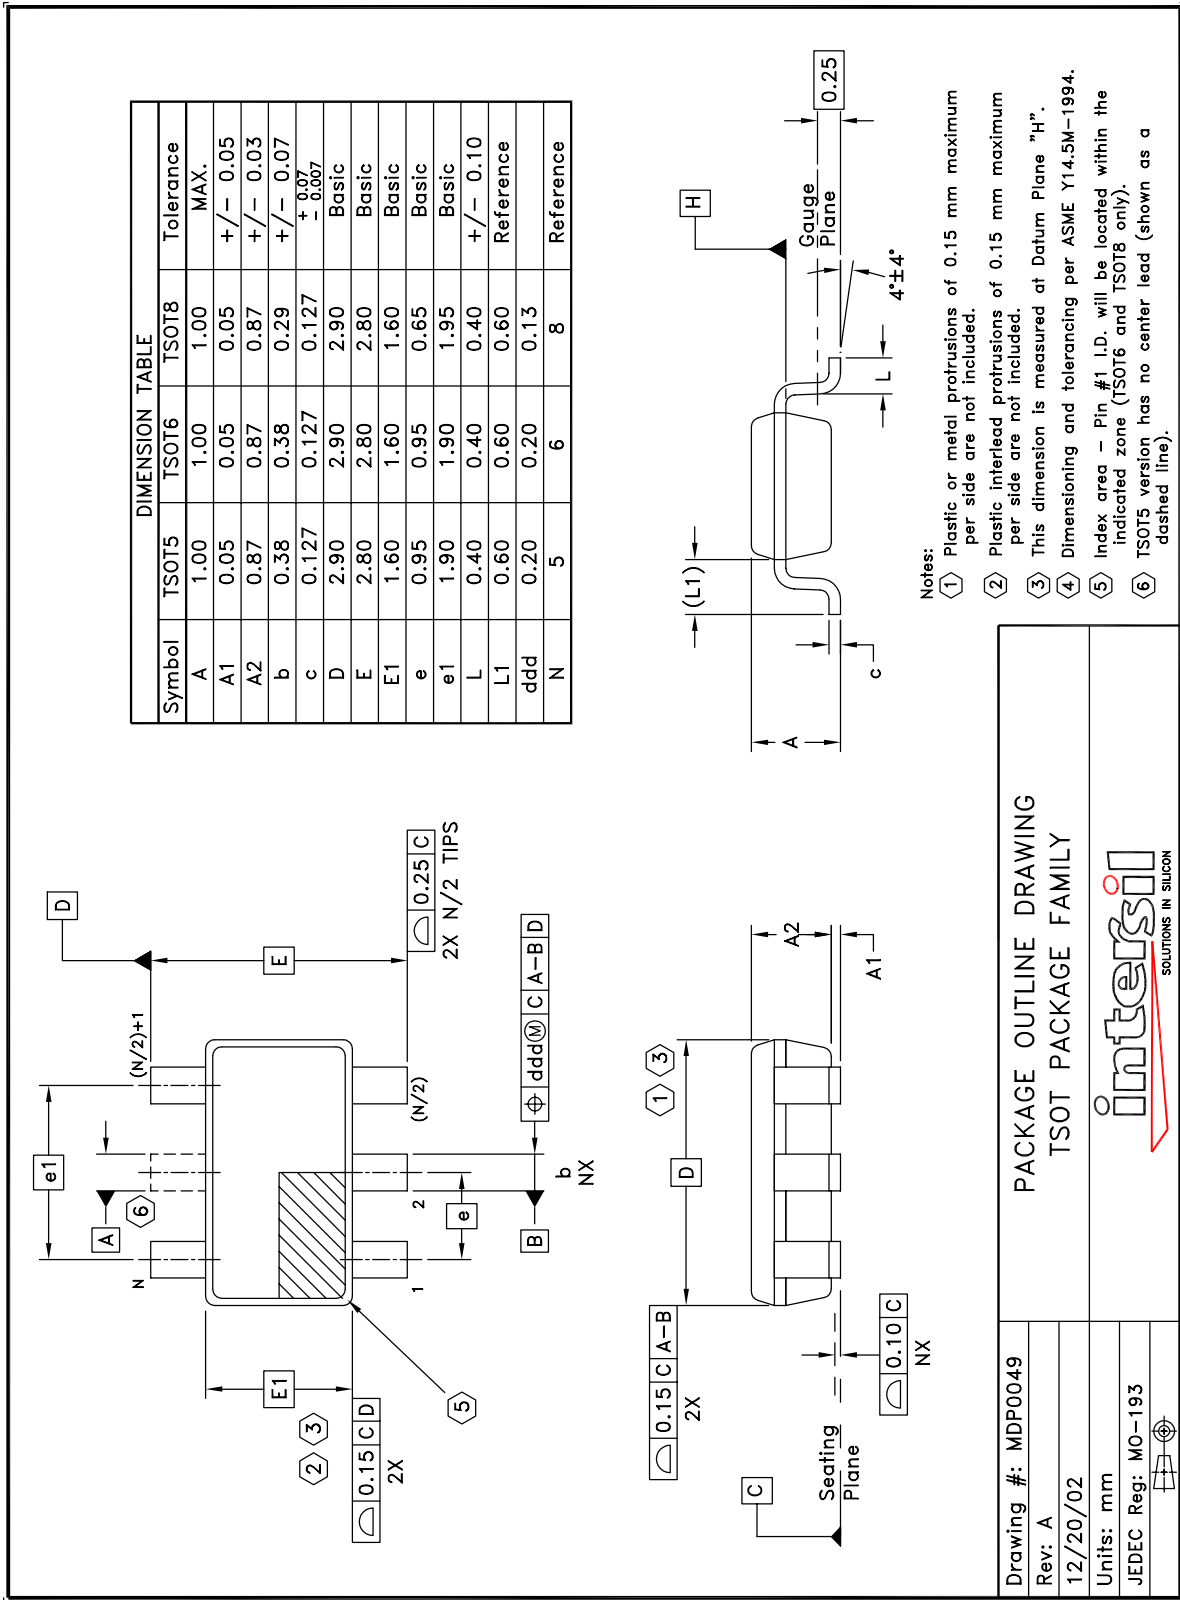 D
e1
(N/2)+1
A
6
N
E
E1
2 3
0.15 C D
2X
5
1
2
(N/2)
e
B
b
NX
ddd M C A-B D
0.25 C
2X N/2 TIPS
DIMENSION TABLE
Symbol TSOT5 TSOT6 TSOT8 Tolerance
A 1.00 1.00 1.00 MAX.
A1 0.05 0.05 0.05 +/- 0.05
A2 0.87 0.87 0.87 +/- 0.03
b 0.38 0.38 0.29 +/- 0.07
c 0.127 0.127 0.127 + 0.07 - 0.007
D 2.90 2.90 2.90 Basic
E 2.80 2.80 2.80 Basic
E1 1.60 1.60 1.60 Basic
e 0.95 0.95 0.65 Basic
e1 1.90 1.90 1.95 Basic
L 0.40 0.40 0.40 +/- 0.10
L1 0.60 0.60 0.60 Reference
ddd 0.20 0.20 0.13
N 5 6 8 Reference
0.15 C A-B
2X
1 3
D
C
Seating
Plane
0.10 C
NX
A2
A1
A
(L1)
c
H
Gauge
Plane
0.25
L
4°±4°
Notes:
1 Plastic or metal protrusions of 0.15 mm maximum
per side are not included.
2 Plastic interlead protrusions of 0.15 mm maximum
per side are not included.
3 This dimension is measured at Datum Plane "H".
4 Dimensioning and tolerancing per ASME Y14.5M-1994.
5 Index area - Pin #1 I.D. will be located within the
indicated zone (TSOT6 and TSOT8 only).
6 TSOT5 version has no center lead (shown as a
dashed line).
Drawing #: MDP0049
Rev: A
12/20/02
Units: mm
JEDEC Reg: MO-193
PACKAGE OUTLINE DRAWING
TSOT PACKAGE FAMILY
intersil
SOLUTIONS IN SILICON